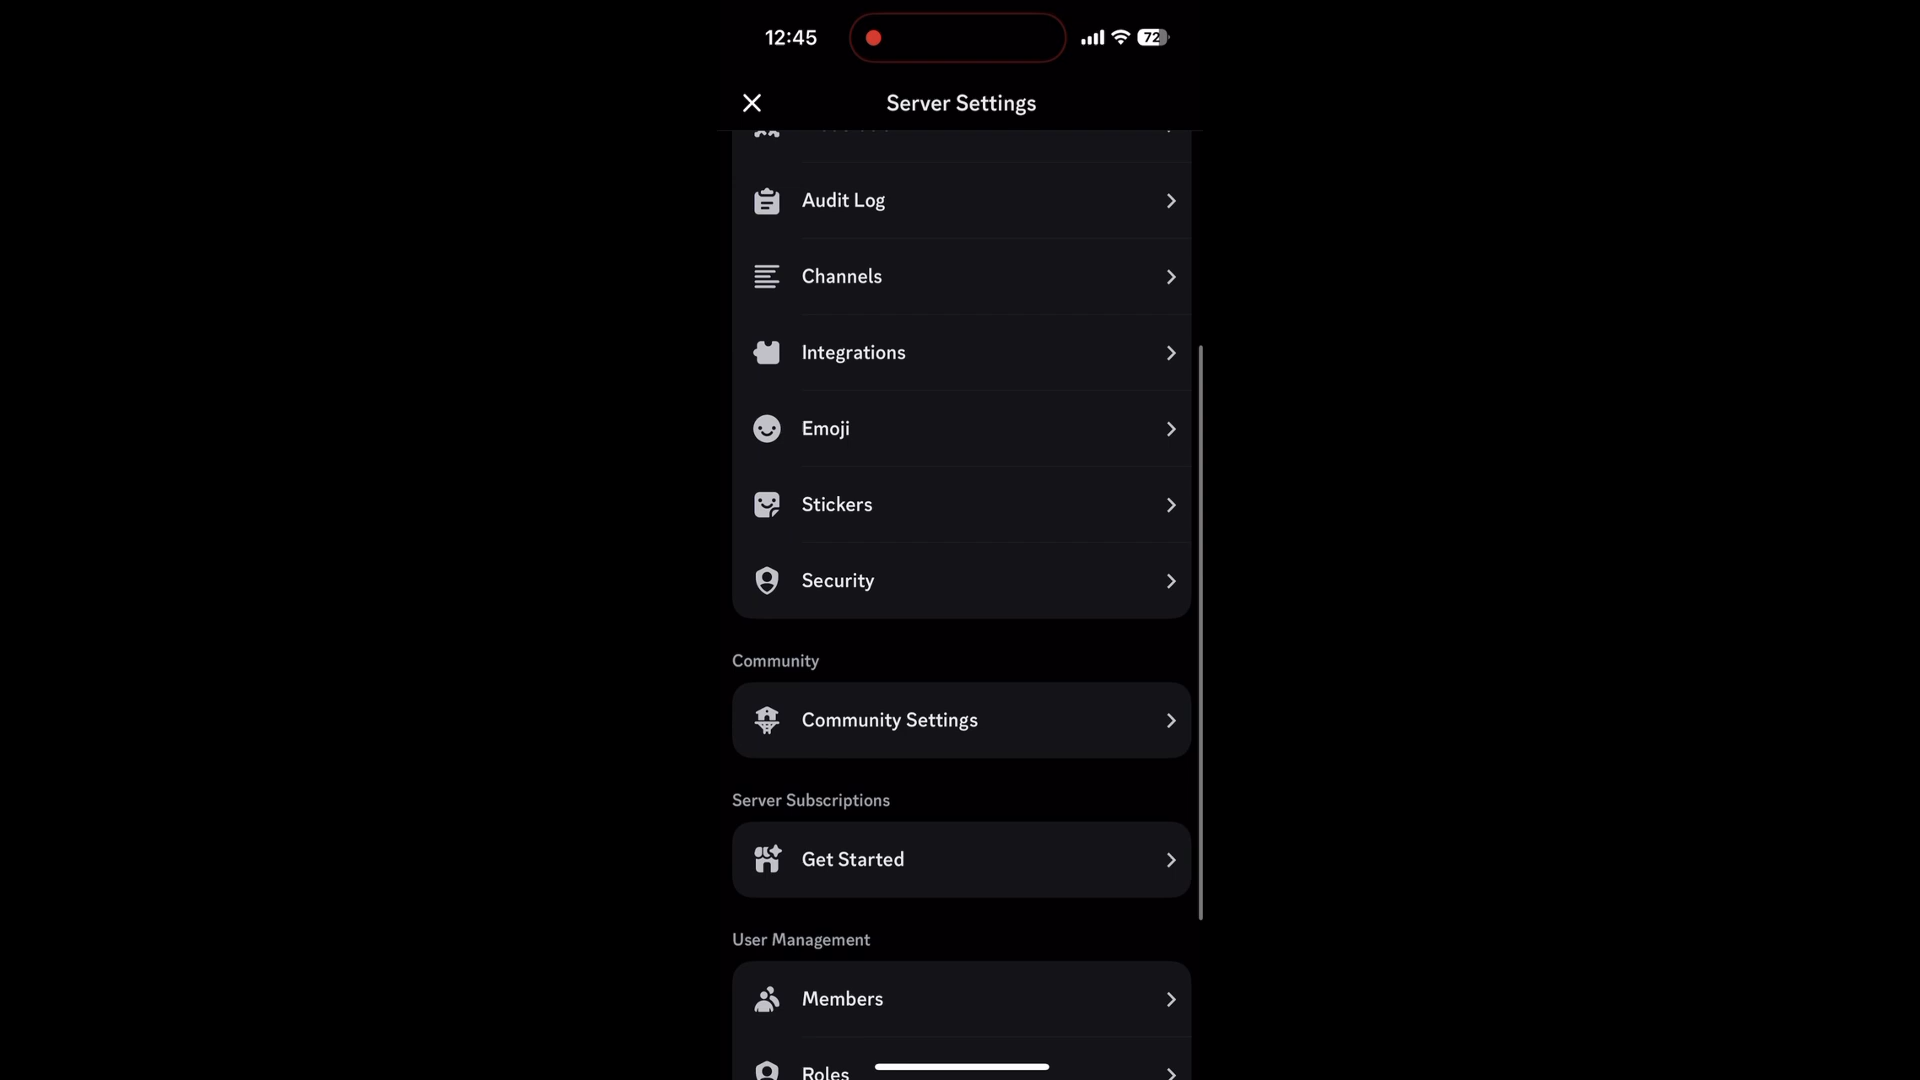 12:45
72
Server Settings
Audit Log
Channels
Integrations
Emoji
Stickers
Security
Community
Community Settings
Server Subscriptions
Get Started
User Management
Members
Roles